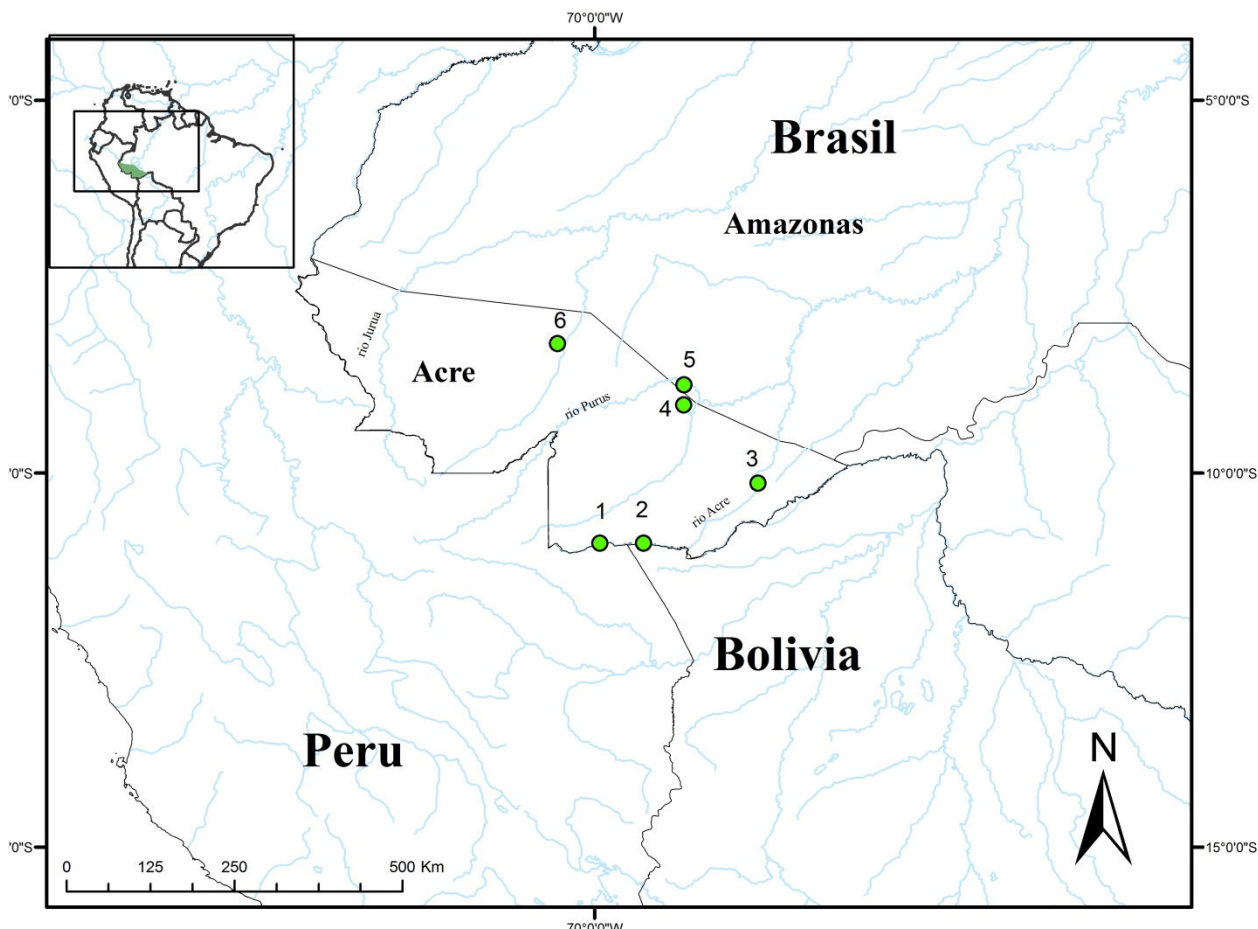 70°0'0"W
'0"S
5°0'0"S
Brasil
Amazonas
6
rio Jurua
5
Acre
4
rio Purus
3
'0"S
10°0'0"S
rio Acre
1
2
Bolivia
Peru
N
'0"S
15°0'0"S
0
125
250
500 Km
70°0'0"W